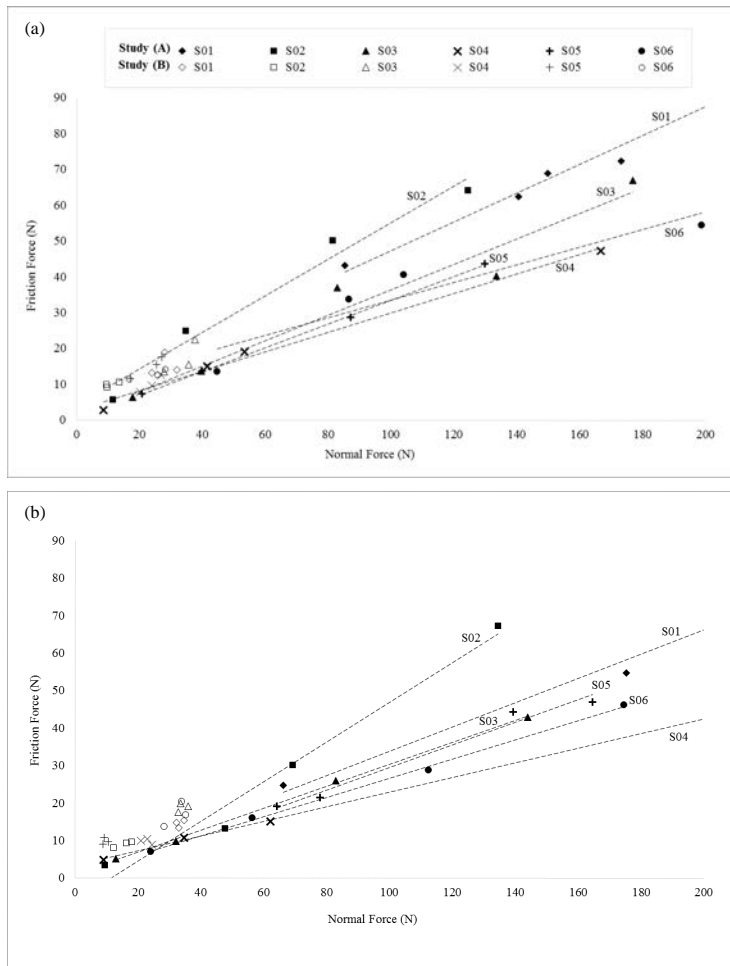 (a)
Study (A) S01 S02 S03 S04 S05 S06
Study (B) S01 S02 S03 S04 S05 S06
90
80
70
60
50
40
30
20
10
0
Friction Force (N)
S01
S02
S03
S06
S05
S04
0 20 40 60 80 100 120 140 160 180 200
Normal Force (N)
(b)
90
80
70
60
50
40
30
20
10
0
Friction Force (N)
S02
S01
S05
S06
S03
S04
0 20 40 60 80 100 120 140 160 180 200
Normal Force (N)